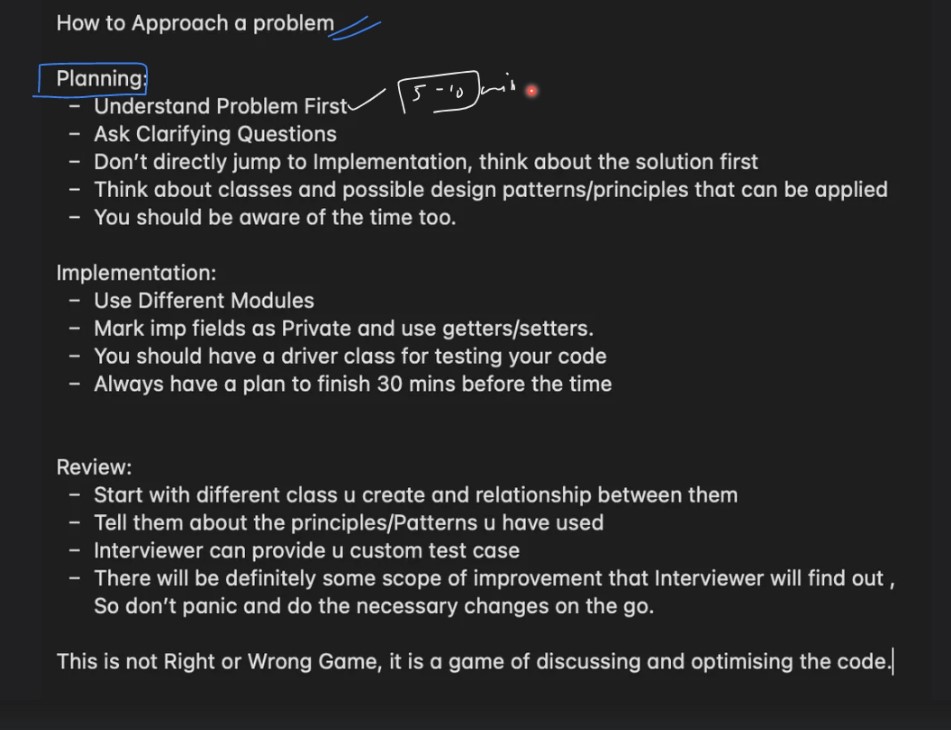 How to Approach a problem
Planning:
- Understand Problem First 5-10 min
- Ask Clarifying Questions
- Don't directly jump to Implementation, think about the solution first
- Think about classes and possible design patterns/principles that can be applied
- You should be aware of the time too.
Implementation:
- Use Different Modules
- Mark imp fields as Private and use getters/setters.
- You should have a driver class for testing your code
- Always have a plan to finish 30 mins before the time
Review:
- Start with different class u create and relationship between them
- Tell them about the principles/Patterns u have used
- Interviewer can provide u custom test case
- There will be definitely some scope of improvement that Interviewer will find out ,
So don't panic and do the necessary changes on the go.
This is not Right or Wrong Game, it is a game of discussing and optimising the code.